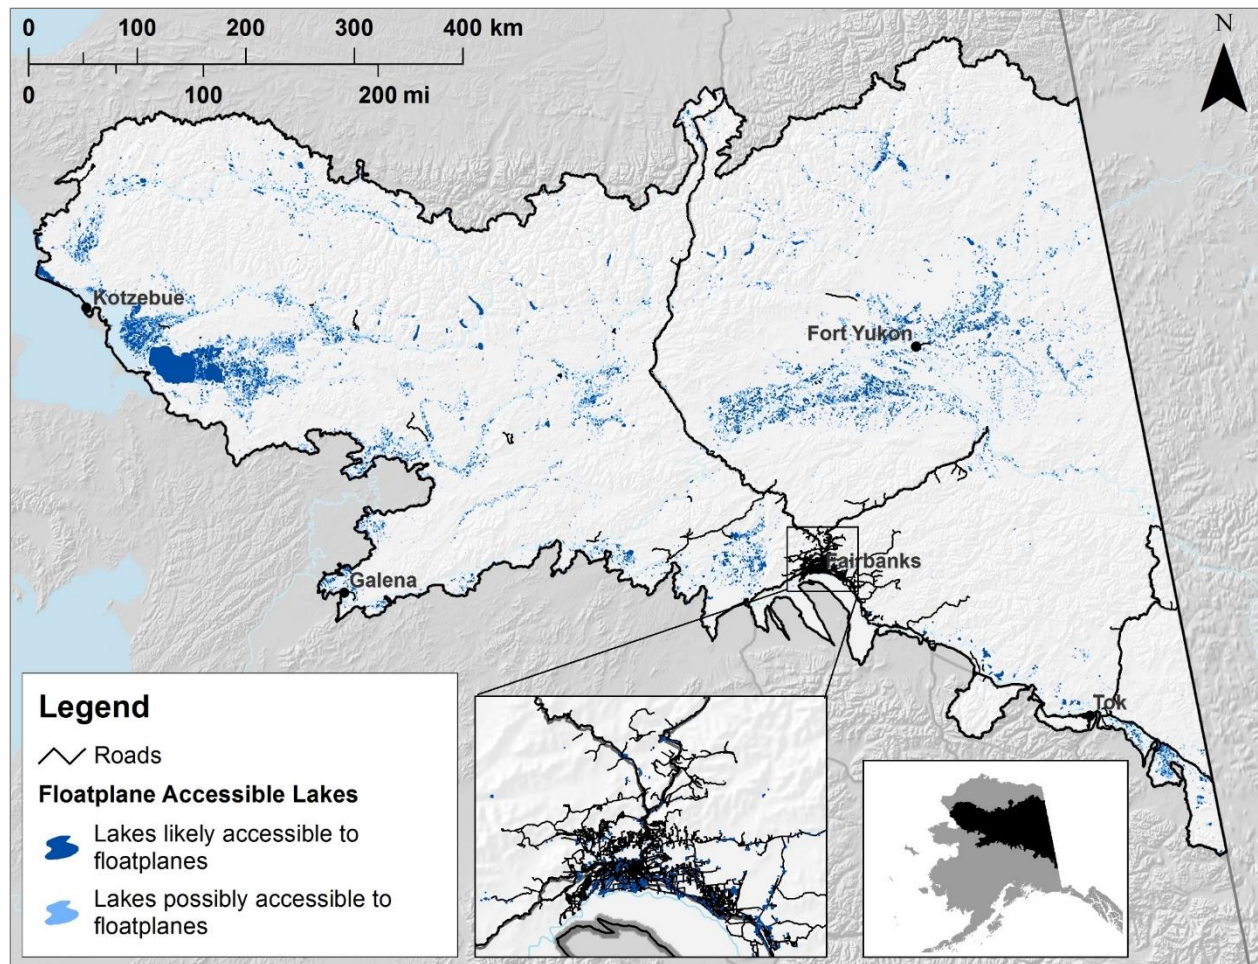 0 100 200 400 km
0 100 200 mi
N
Kotzebue
Fort Yukon
Fairbanks
Galena
Tok
Legend
Roads
Floatplane Accessible Lakes
Lakes likely accessible to
floatplanes
Lakes possibly accessible to
floatplanes